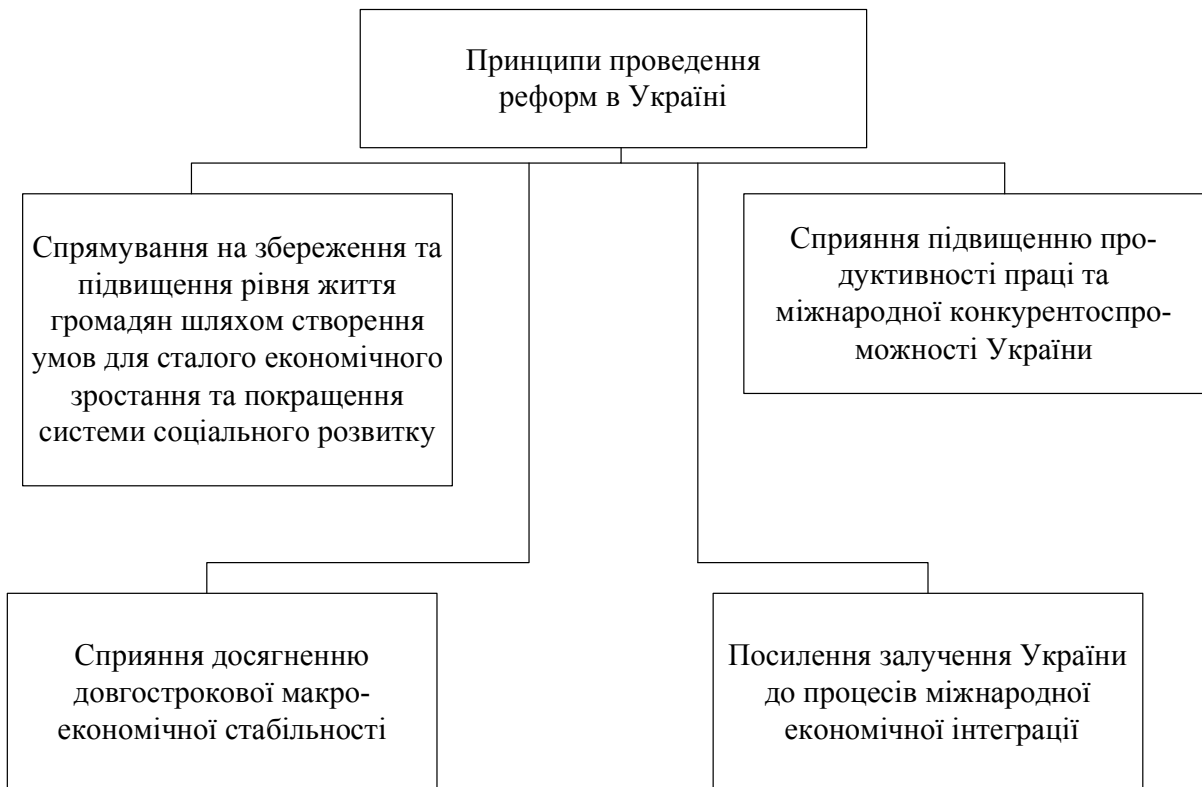 Принципи проведення
реформ в Україні
Спрямування на збереження та
підвищення рівня життя
громадян шляхом створення
умов для сталого економічного
зростання та покращення
системи соціального розвитку
Сприяння підвищенню про-
дуктивності праці та
міжнародної конкурентоспро-
можності України
Сприяння досягненню
довгострокової макро-
економічної стабільності
Посилення залучення України
до процесів міжнародної
економічної інтеграції